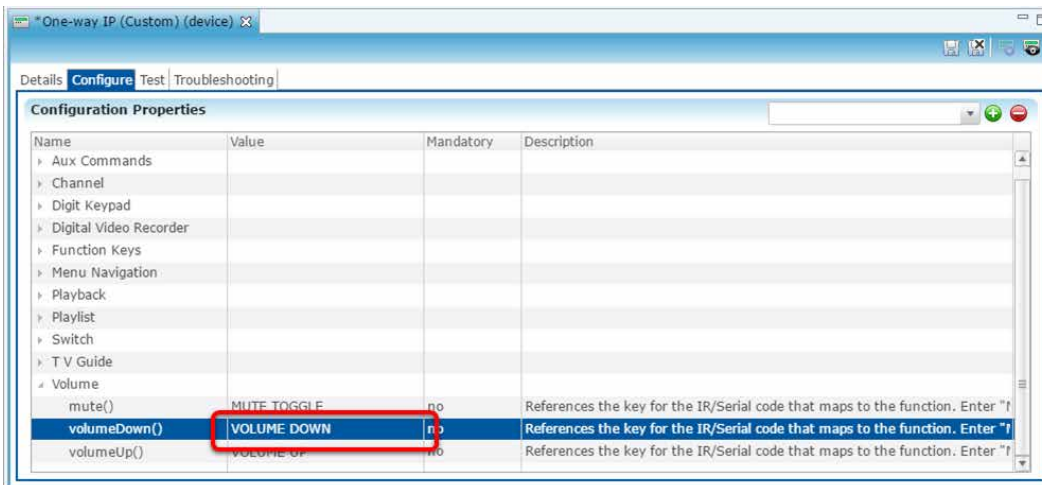 *One-way IP (Custom) (device)
Details Configure Test Troubleshooting
Configuration Properties
Name Value Mandatory Description
Aux Commands
Channel
Digit Keypad
Digital Video Recorder
Function Keys
Menu Navigation
Playback
Playlist
Switch
T V Guide
Volume
mute() MUTE TOGGLE no References the key for the IR/Serial code that maps to the function. Enter "
volumeDown() VOLUME DOWN no References the key for the IR/Serial code that maps to the function. Enter "
volumeUp() VOLUME UP no References the key for the IR/Serial code that maps to the function. Enter "